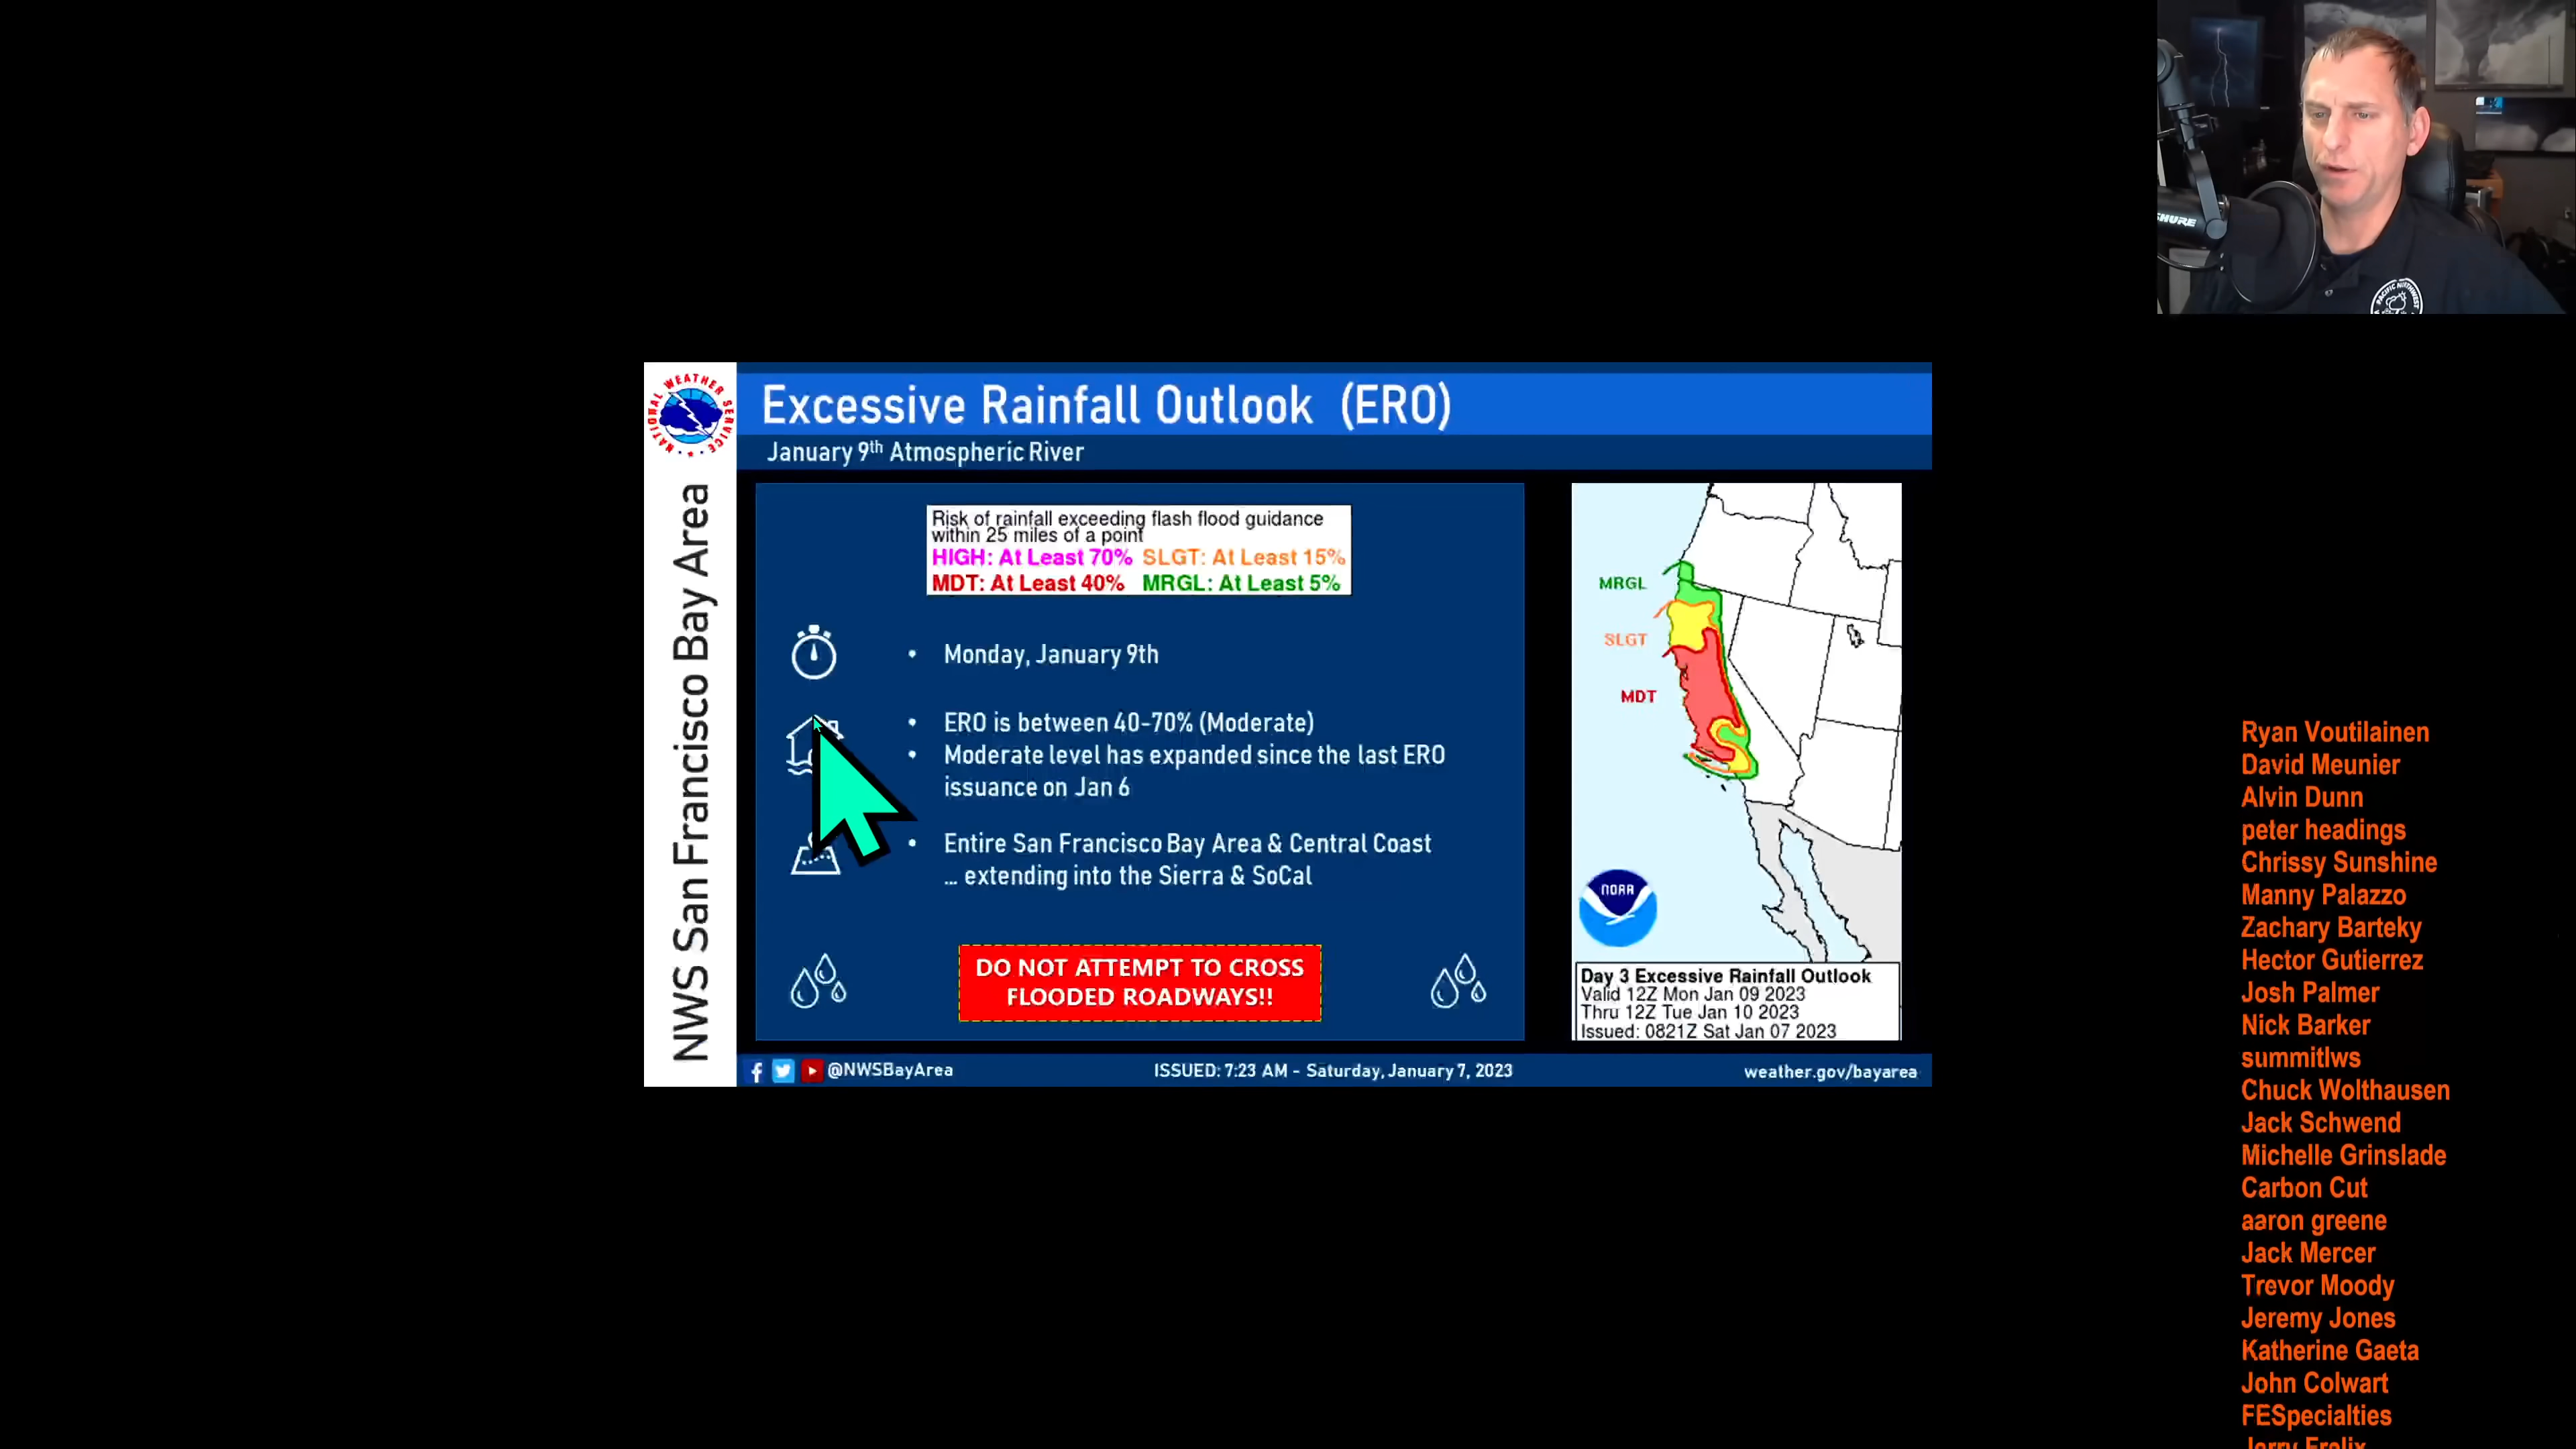 SHURE
PACIFIC NORTHWEST
NATIONAL WEATHER SERVICE
NWS San Francisco Bay Area
Excessive Rainfall Outlook (ERO)
January 9th Atmospheric River
Risk of rainfall exceeding flash flood guidance
within 25 miles of a point
HIGH: At Least 70% SLGT: At Least 15%
MDT: At Least 40% MRGL: At Least 5%
• Monday, January 9th
• ERO is between 40-70% (Moderate)
• Moderate level has expanded since the last ERO
issuance on Jan 6
• Entire San Francisco Bay Area & Central Coast
... extending into the Sierra & SoCal
DO NOT ATTEMPT TO CROSS
FLOODED ROADWAYS!!
MRGL
SLGT
MDT
NOAA
Day 3 Excessive Rainfall Outlook
Valid 12Z Mon Jan 09 2023
Thru 12Z Tue Jan 10 2023
Issued: 0821Z Sat Jan 07 2023
@NWSBayArea
ISSUED: 7:23 AM - Saturday, January 7, 2023
weather.gov/bayarea
Ryan Voutilainen
David Meunier
Alvin Dunn
peter headings
Chrissy Sunshine
Manny Palazzo
Zachary Barteky
Hector Gutierrez
Josh Palmer
Nick Barker
summitlws
Chuck Wolthausen
Jack Schwend
Michelle Grinslade
Carbon Cut
aaron greene
Jack Mercer
Trevor Moody
Jeremy Jones
Katherine Gaeta
John Colwart
FESpecialties